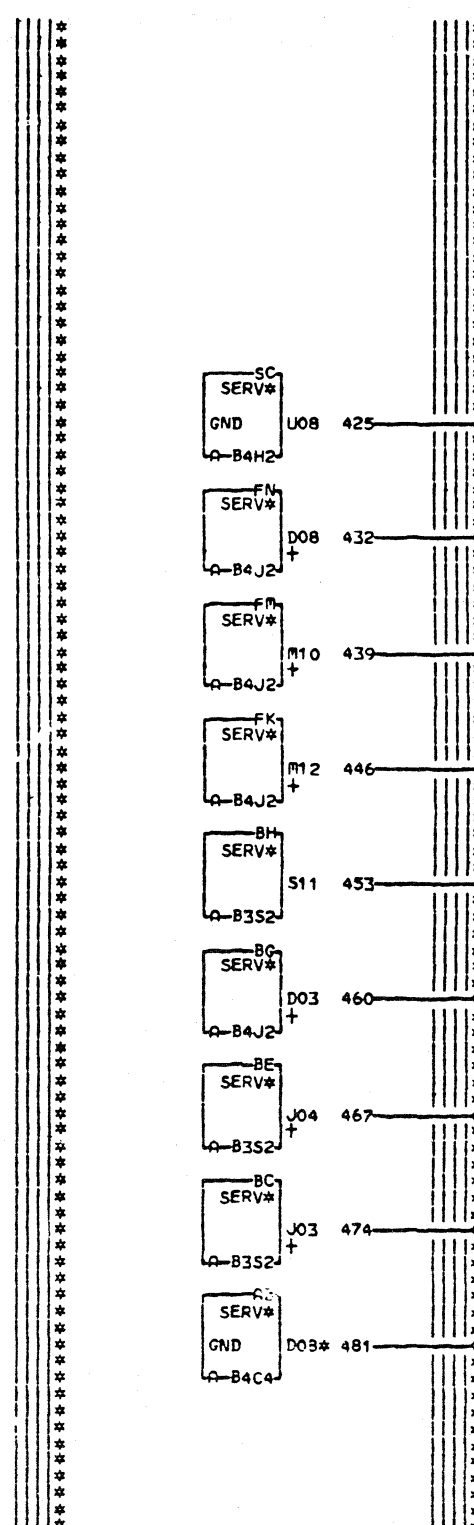 SC
SERV*
GND U08 425
A-B4H2
FN
SERV*
D08 432
+
A-B4J2
FM
SERV*
M10 439
+
A-B4J2
FK
SERV*
M12 446
+
A-B4J2
BH
SERV*
S11 453
A-B3S2
BG
SERV*
D03 460
+
A-B4J2
BE
SERV*
J04 467
+
A-B3S2
BC
SERV*
J03 474
+
A-B3S2
SERV*
GND D03* 481
A-B4C4